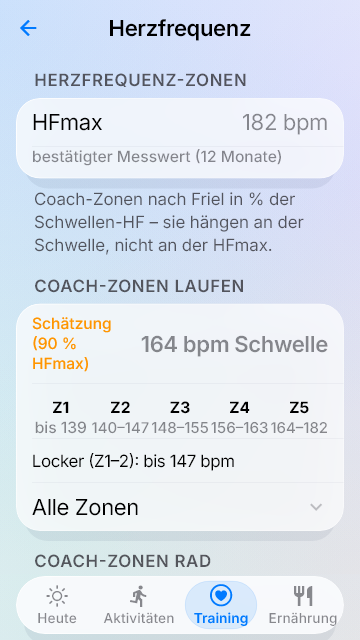 Herzfrequenz
HERZFREQUENZ-ZONEN
HFmax 182 bpm
bestätigter Messwert (12 Monate)
Coach-Zonen nach Friel in % der
Schwellen-HF – sie hängen an der
Schwelle, nicht an der HFmax.
COACH-ZONEN LAUFEN
Schätzung
(90 %
HFmax)
164 bpm Schwelle
Z1 Z2 Z3 Z4 Z5
bis 139 140–147 148–155 156–163 164–182
Locker (Z1–2): bis 147 bpm
Alle Zonen
COACH-ZONEN RAD
Heute Aktivitäten Training Ernährung